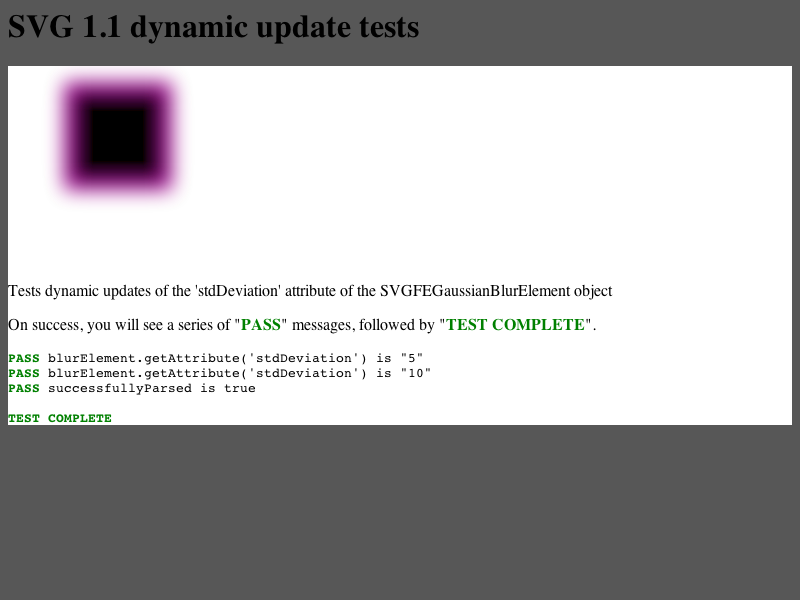 SVG 1.1 dynamic update tests
Tests dynamic updates of the 'stdDeviation' attribute of the SVGFEGaussianBlurElement object
On success, you will see a series of "PASS" messages, followed by "TEST COMPLETE".
PASS blurElement.getAttribute('stdDeviation') is "5"
PASS blurElement.getAttribute('stdDeviation') is "10"
PASS successfullyParsed is true
TEST COMPLETE